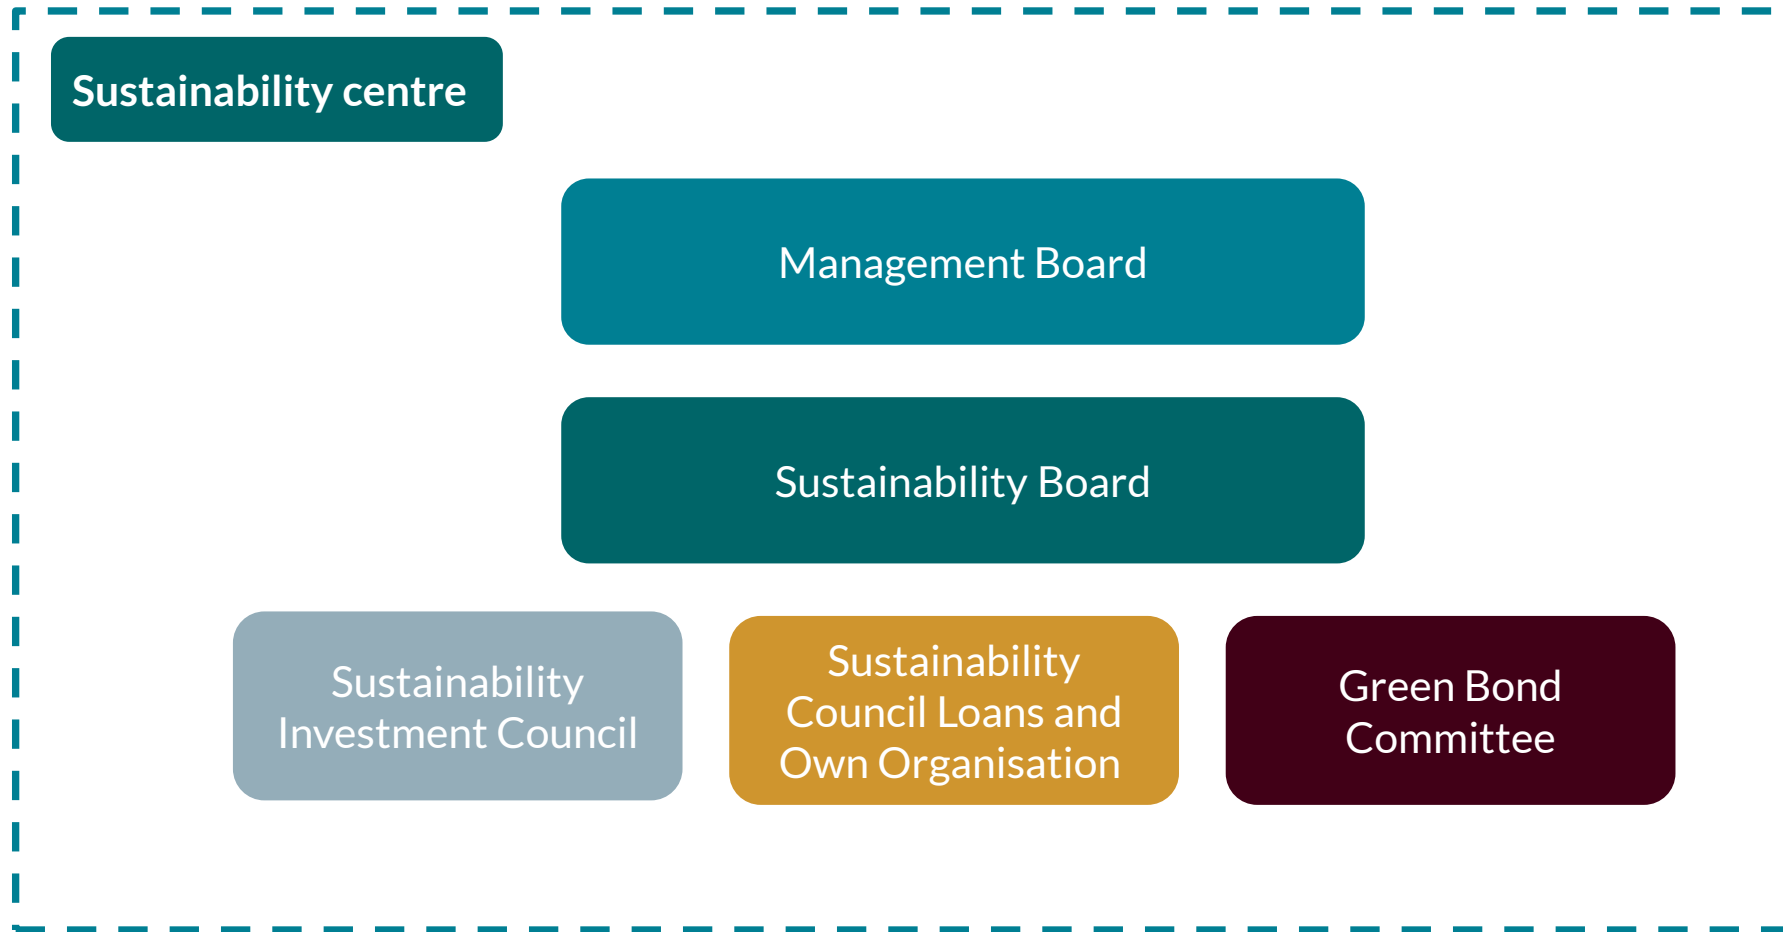 Sustainability centre
Management Board
Sustainability Board
Sustainability
Investment Council
Sustainability
Council Loans and
Own Organisation
Green Bond
Committee